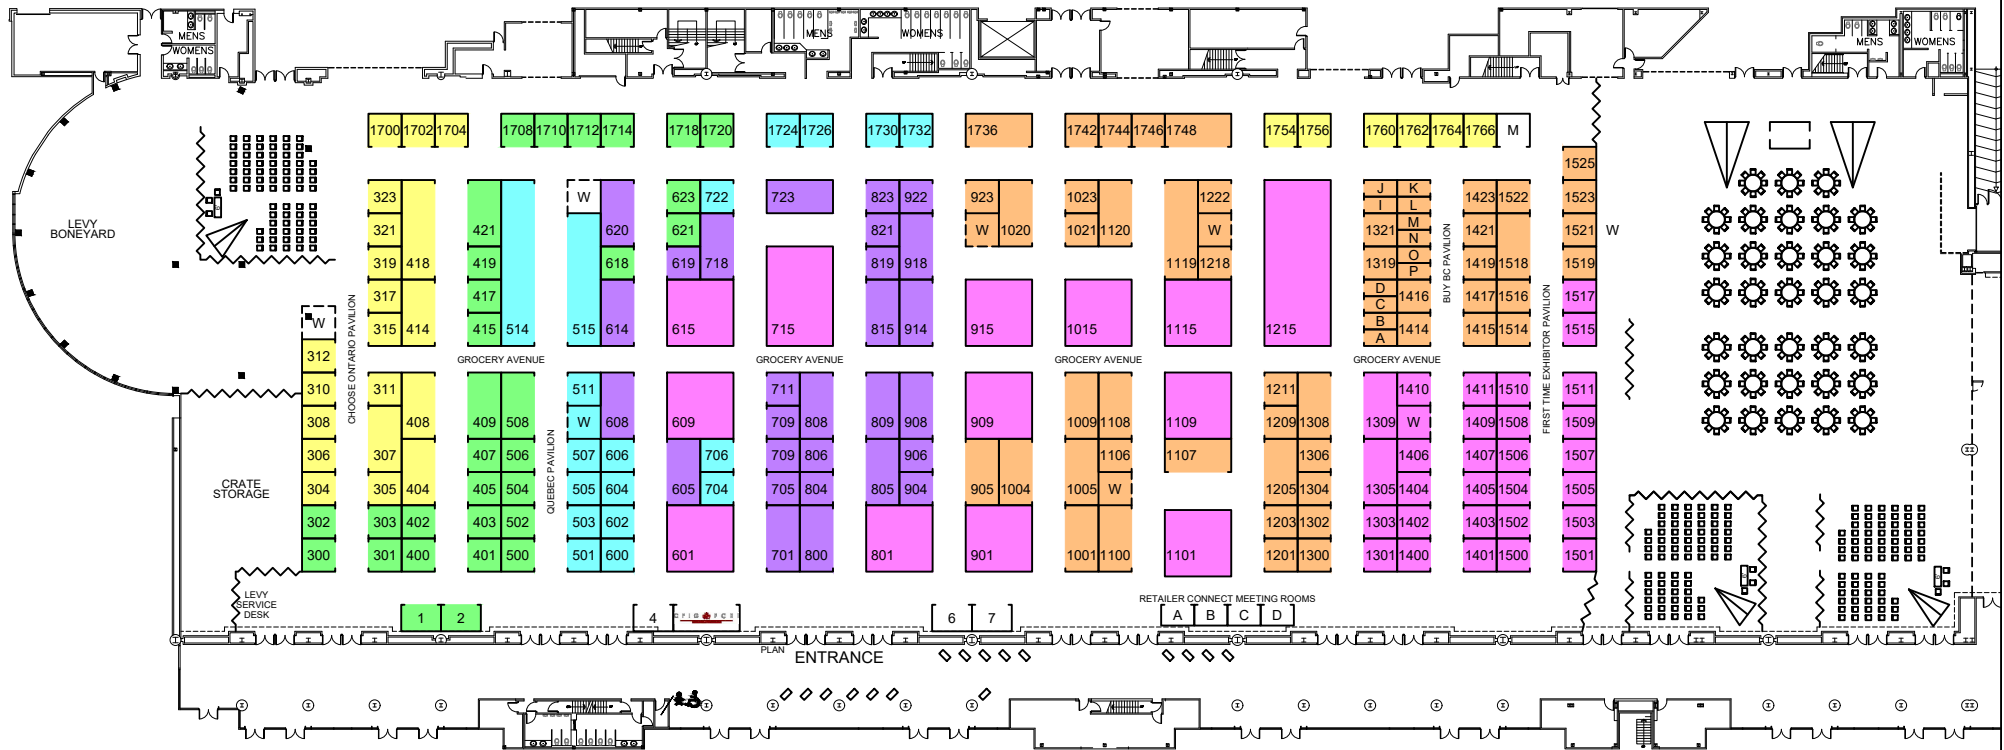 MENS
WOMENS
MENS
WOMENS
MENS
WOMENS
1700 1702 1704 1708 1710 1712 1714 1718 1720 1724 1726 1730 1732 1736 1742 1744 1746 1748 1754 1756 1760 1762 1764 1766 M
1525
323 W 623 722 723 823 922 923 1023 1222 J K 1423 1522 1523
I L
LEVY
BONEYARD
321 421 620 621 821 W 1020 1021 1120 W 1321 M 1421 1521 W
N
319 418 419 618 619 718 819 918 1119 1218 1319 O 1419 1518 1519
P
317 417 D 1416 1417 1516 1517
C
W 315 414 415 514 515 614 615 715 815 914 915 1015 1115 1215 B 1414 1415 1514 1515
A
CHOOSE ONTARIO PAVILION
BUY BC PAVILION
FIRST TIME EXHIBITOR PAVILION
QUEBEC PAVILION
312 GROCERY AVENUE GROCERY AVENUE GROCERY AVENUE GROCERY AVENUE
310 311 511 711 1211 1410 1411 1510 1511
308 408 409 508 W 608 609 709 808 809 908 909 1009 1108 1109 1209 1308 1309 W 1409 1508 1509
306 307 407 506 507 606 706 709 806 906 1106 1107 1306 1406 1407 1506 1507
CRATE
STORAGE
304 305 404 405 504 505 604 605 704 705 804 805 904 905 1004 1005 W 1205 1304 1305 1404 1405 1504 1505
302 303 402 403 502 503 602 1203 1302 1303 1402 1403 1502 1503
300 301 400 401 500 501 600 601 701 800 801 901 1001 1100 1101 1201 1300 1301 1400 1401 1500 1501
LEVY
SERVICE
DESK
RETAILER CONNECT MEETING ROOMS
1 2 4 6 7 A B C D
PLAN
ENTRANCE